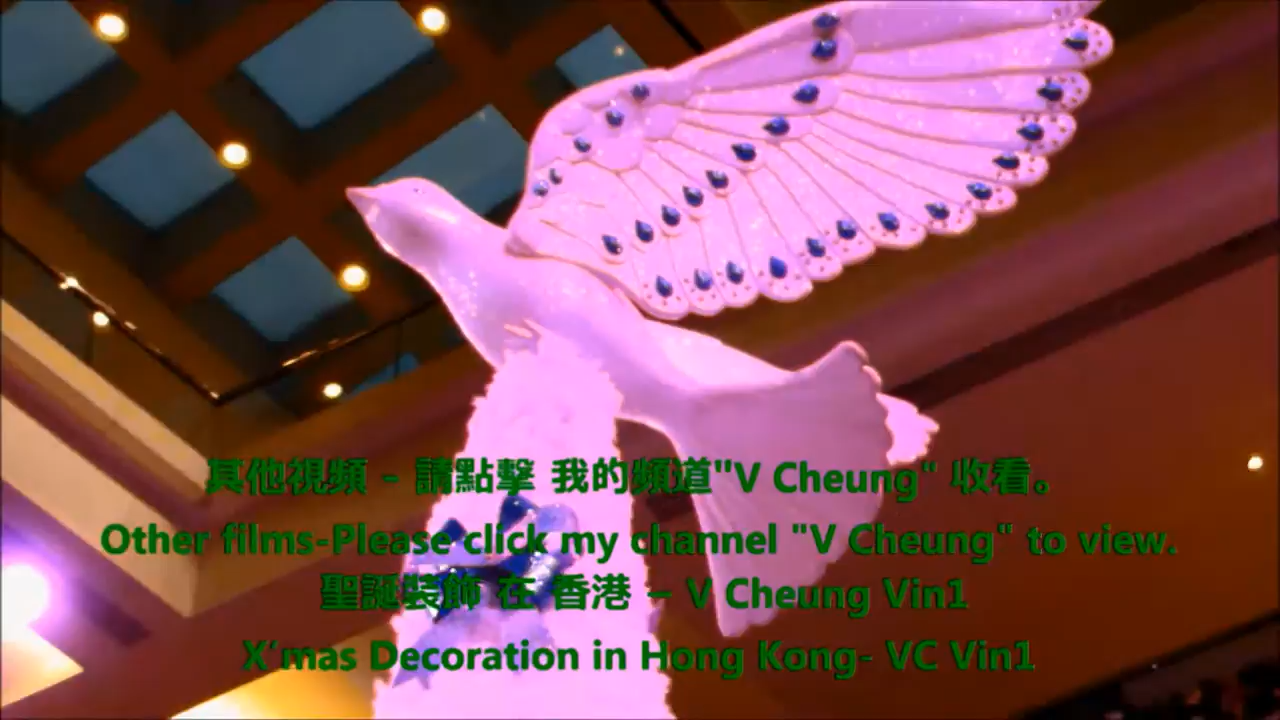 其他視頻 - 請點擊 我的頻道"V Cheung" 收看。
Other films-Please click my channel "V Cheung" to view.
聖誕裝飾 在 香港 – V Cheung Vin1
X'mas Decoration in Hong Kong- VC Vin1